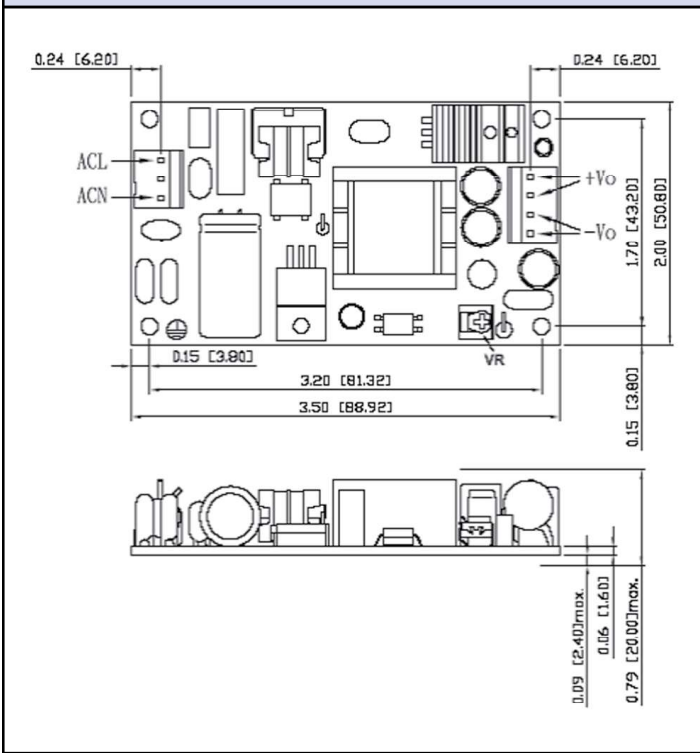 0.24 [6.20]
0.24 [6.20]
ACL
ACN
+Vo
-Vo
1.70 [43.20]
2.00 [50.80]
VR
0.15 [3.80]
3.20 [81.32]
3.50 [88.92]
0.15 [3.80]
0.09 [2.40]max.
0.06 [1.60]
0.79 [20.00]max.